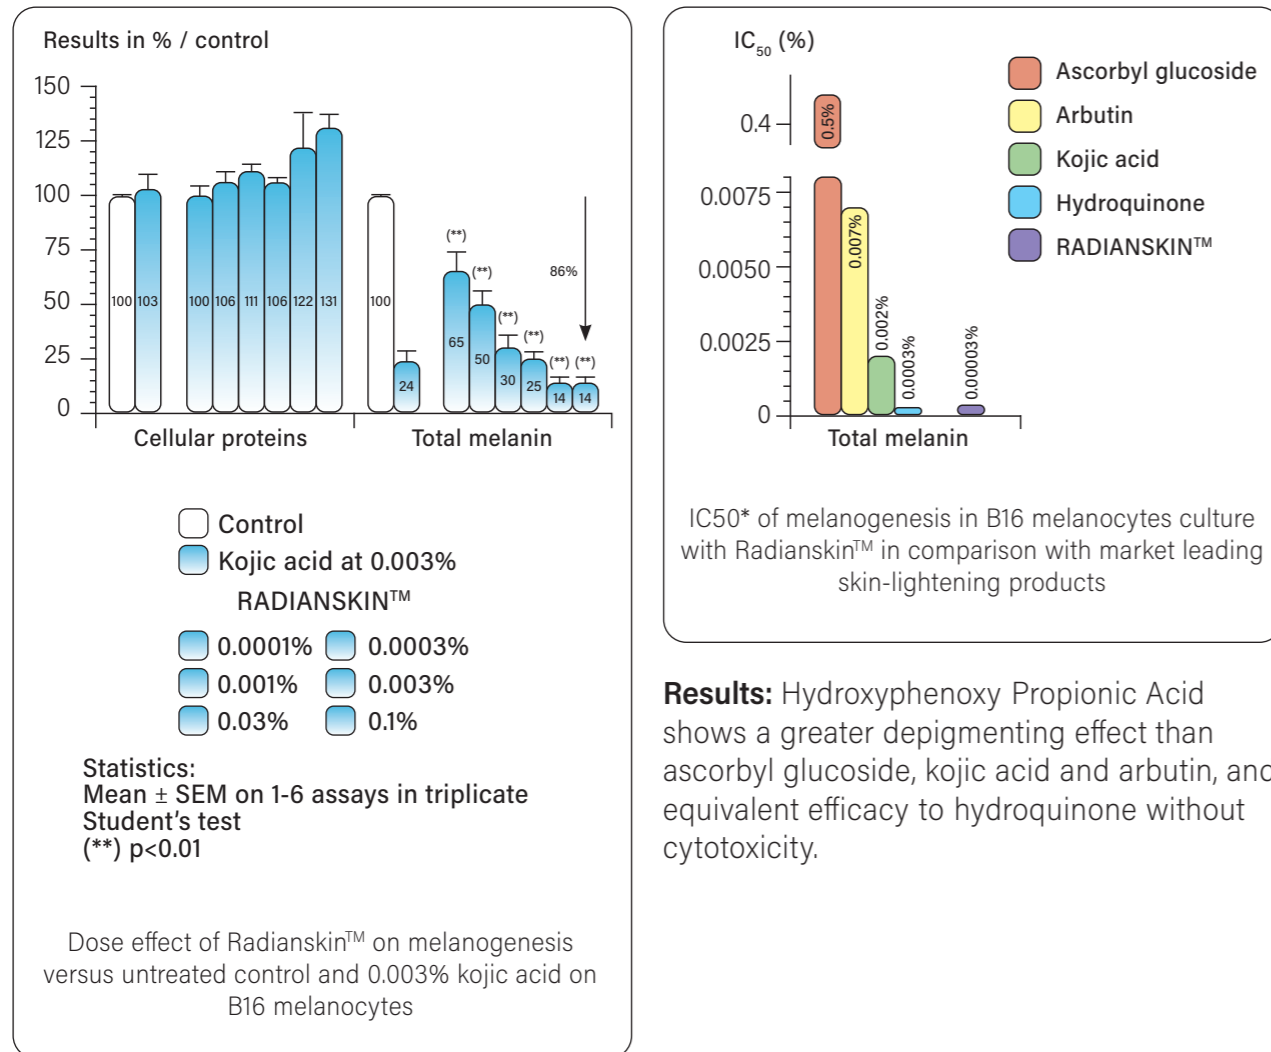 Results in % / control
150
125
100
75
50
25
0
100 103 100 106 111 106 122 131
100 24 65 50 30 25 14 14
(**) (**) (**) (**) (**) (**)
86%
Cellular proteins Total melanin
Control
Kojic acid at 0.003%
RADIANSKIN™
0.0001% 0.0003%
0.001% 0.003%
0.03% 0.1%
Statistics:
Mean ± SEM on 1-6 assays in triplicate
Student's test
(**) p<0.01
Dose effect of Radianskin™ on melanogenesis
versus untreated control and 0.003% kojic acid on
B16 melanocytes
IC50 (%)
0.4
0.0075
0.0050
0.0025
0
0.5%
0.007%
0.002%
0.0003%
0.00003%
Total melanin
Ascorbyl glucoside
Arbutin
Kojic acid
Hydroquinone
RADIANSKIN™
IC50* of melanogenesis in B16 melanocytes culture
with Radianskin™ in comparison with market leading
skin-lightening products
Results: Hydroxyphenoxy Propionic Acid
shows a greater depigmenting effect than
ascorbyl glucoside, kojic acid and arbutin, and
equivalent efficacy to hydroquinone without
cytotoxicity.